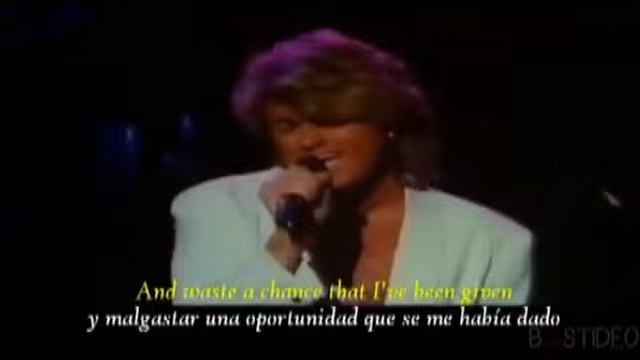 And waste a chance that I've been given
y malgastar una oportunidad que se me había dado